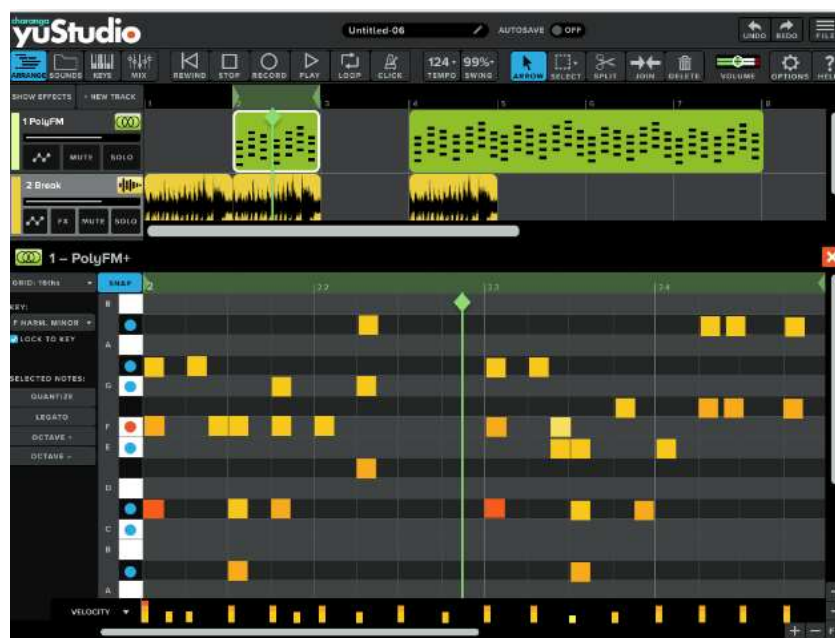 charanga
yuStudio
Untitled-06
AUTOSAVE OFF
UNDO REDO FILE
ARRANGE SOUNDS KEYS MIX REWIND STOP RECORD PLAY LOOP CLICK 124 TEMPO 99% SWING ARROW SELECT SPLIT JOIN DELETE VOLUME OPTIONS HEL
SHOW EFFECTS + NEW TRACK 1 2 3 4 5 6 7 8
1 PolyFM
MUTE SOLO
2 Break
FX MUTE SOLO
1 – PolyFM+
GRID: 16ths SNAP 2 2.2 2.3 2.4
KEY: B
F HARM. MINOR
LOCK TO KEY A
SELECTED NOTES: G
QUANTIZE
LEGATO F
OCTAVE +
OCTAVE – E
D
C
B
A
VELOCITY